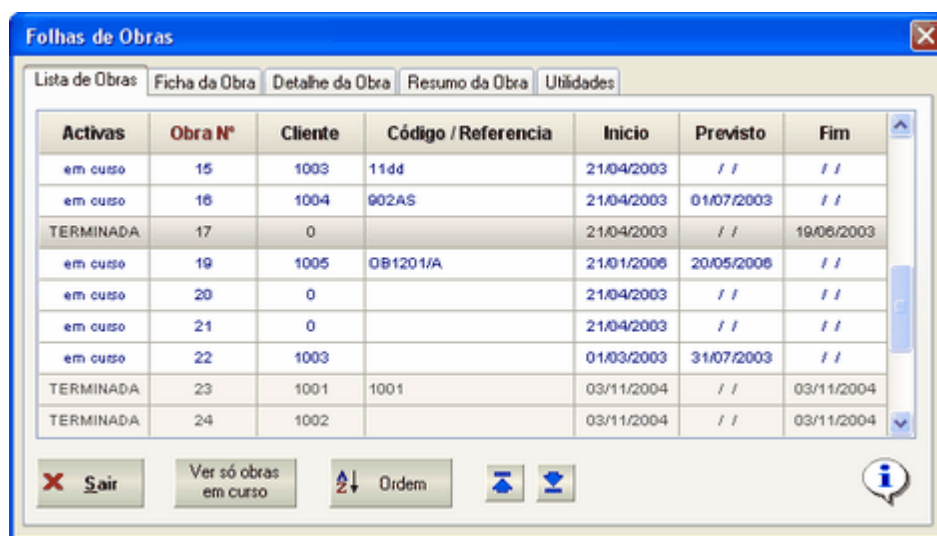 Folhas de Obras
Lista de Obras Ficha da Obra Detalhe da Obra Resumo da Obra Utilidades
Activas Obra Nº Cliente Código / Referencia Inicio Previsto Fim
em curso 15 1003 11dd 21/04/2003 / / / /
em curso 16 1004 902AS 21/04/2003 01/07/2003 / /
TERMINADA 17 0 21/04/2003 / / 19/06/2003
em curso 19 1005 OB1201/A 21/01/2006 20/05/2006 / /
em curso 20 0 21/04/2003 / / / /
em curso 21 0 21/04/2003 / / / /
em curso 22 1003 01/03/2003 31/07/2003 / /
TERMINADA 23 1001 1001 03/11/2004 / / 03/11/2004
TERMINADA 24 1002 03/11/2004 / / 03/11/2004
Sair
Ver só obras
em curso
Ordem